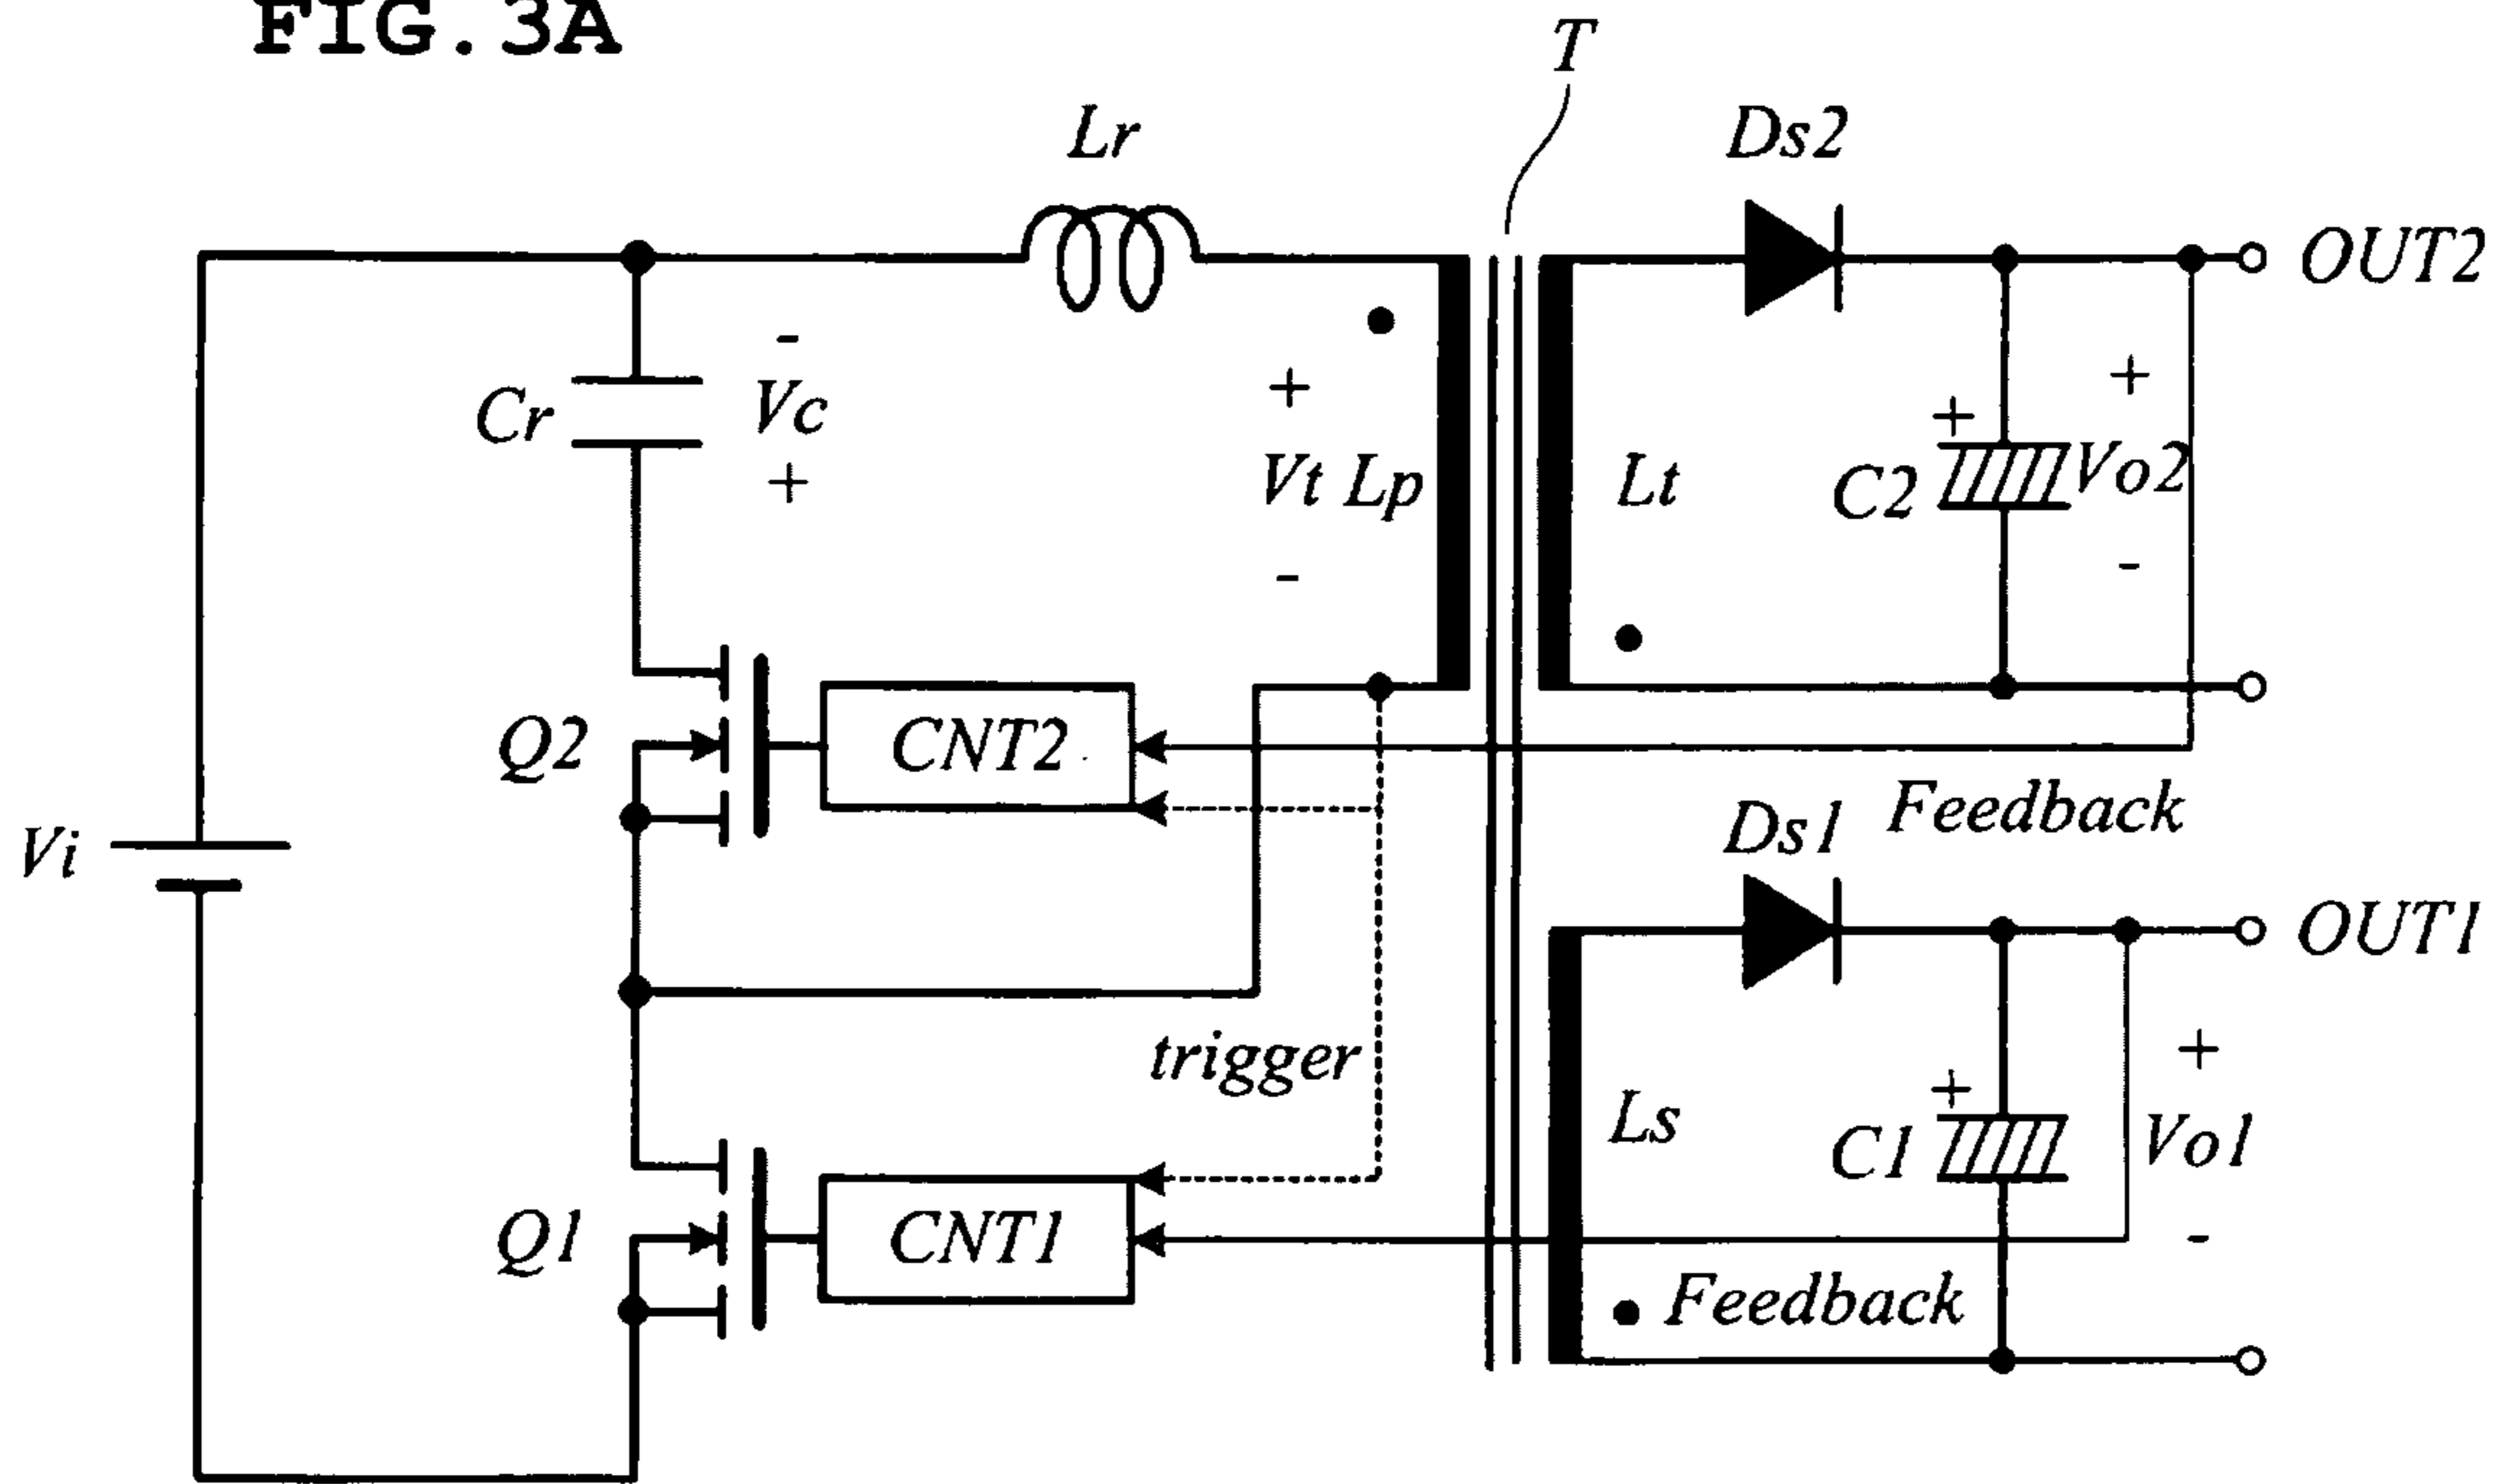 FIG. 3A
T
Lr
Ds2
OUT2
-
Cr
Vc
+
+
Vt
Lp
-
Lt
C2
+
+
Vo2
-
Q2
CNT2
Feedback
Vi
Ds1
OUT1
trigger
Ls
C1
+
+
Vo1
-
Q1
CNT1
Feedback